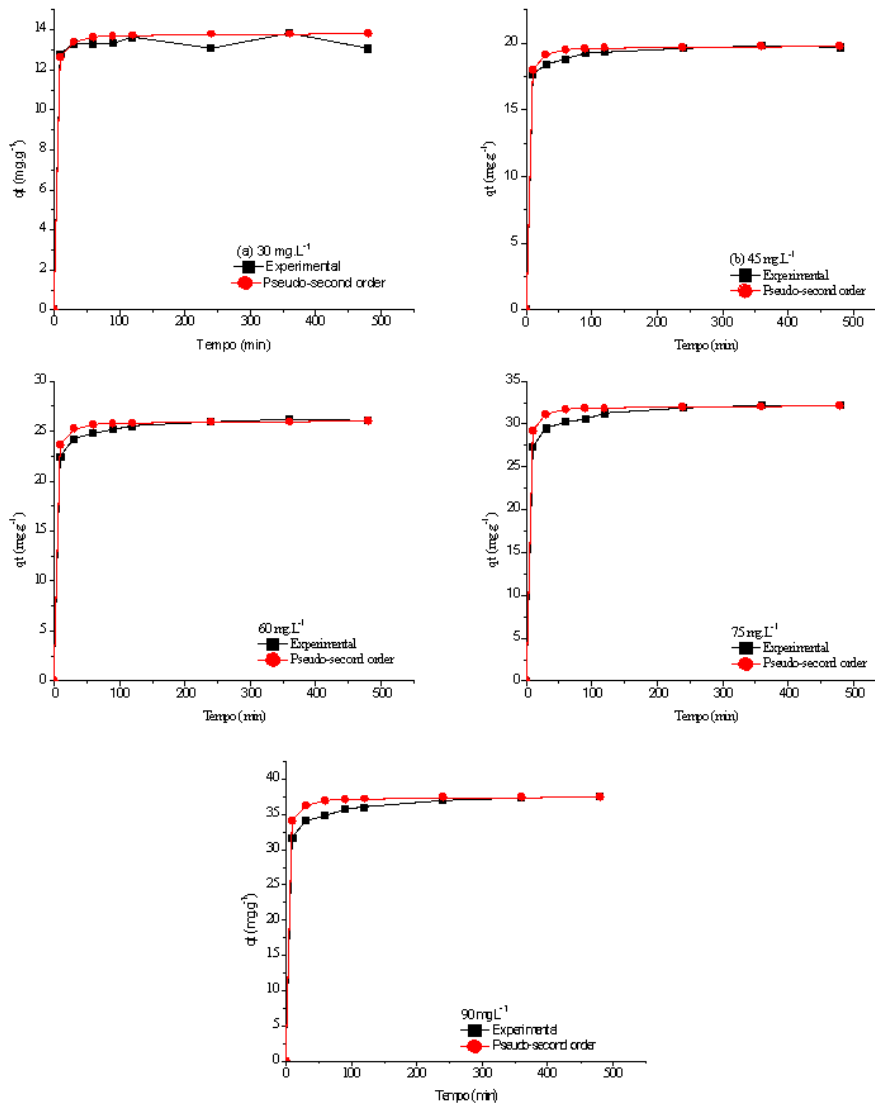 14
12
10
8
6
4
2
0
qt (mg.g⁻¹)
(a) 30 mg.L⁻¹
Experimental
Pseudo-second order
0 100 200 300 400 500
Tempo (min)
20
15
10
5
0
qt (mg.g⁻¹)
(b) 45 mg.L⁻¹
Experimental
Pseudo-second order
0 100 200 300 400 500
Tempo (min)
30
25
20
15
10
5
0
qt (mg.g⁻¹)
60 mg.L⁻¹
Experimental
Pseudo-second order
0 100 200 300 400 500
Tempo (min)
35
30
25
20
15
10
5
0
qt (mg.g⁻¹)
75 mg.L⁻¹
Experimental
Pseudo-second order
0 100 200 300 400 500
Tempo (min)
40
35
30
25
20
15
10
5
0
qt (mg.g⁻¹)
90 mgL⁻¹
Experimental
Pseudo-second order
0 100 200 300 400 500
Tempo (min)